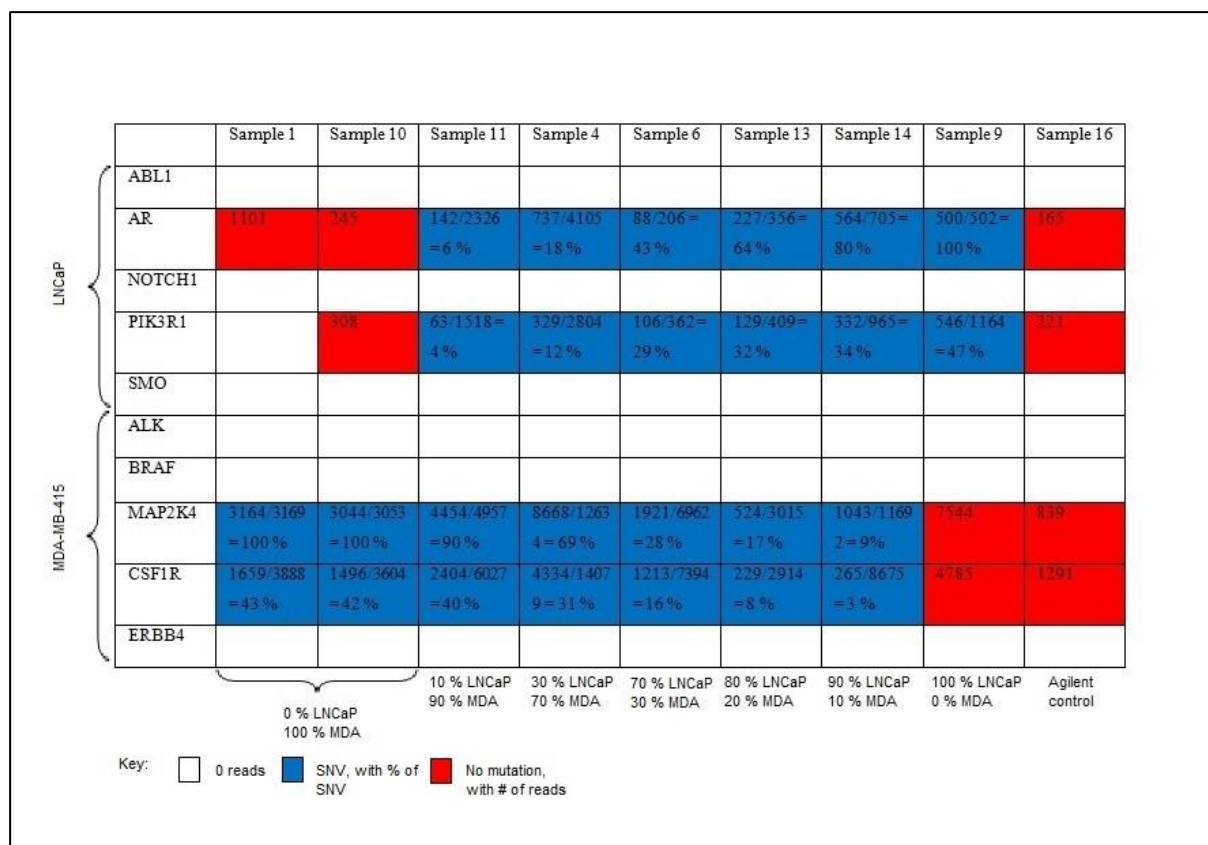 Sample 1 Sample 10 Sample 11 Sample 4 Sample 6 Sample 13 Sample 14 Sample 9 Sample 16
LNCaP
ABL1
AR 1101 245 142/2326 737/4105 88/206= 227/356= 564/705= 500/502= 165
=6 % =18 % 43 % 64 % 80 % 100 %
NOTCH1
PIK3R1 308 63/1518= 329/2804 106/362= 129/409= 332/965= 546/1164 221
4 % =12 % 29 % 32 % 34 % =47 %
SMO
MDA-MB-415
ALK
BRAF
MAP2K4 3164/3169 3044/3053 4454/4957 8668/1263 1921/6962 524/3015 1043/1169 7544 839
=100 % =100 % =90 % 4=69 % =28 % =17 % 2=9%
CSF1R 1659/3888 1496/3604 2404/6027 4334/1407 1213/7394 229/2914 265/8675 4785 1291
=43 % =42 % =40 % 9=31 % =16 % =8 % =3 %
ERBB4
0 % LNCaP
100 % MDA
10 % LNCaP 30 % LNCaP 70 % LNCaP 80 % LNCaP 90 % LNCaP 100 % LNCaP Agilent
90 % MDA 70 % MDA 30 % MDA 20 % MDA 10 % MDA 0 % MDA control
Key: 0 reads SNV, with % of No mutation,
SNV with # of reads